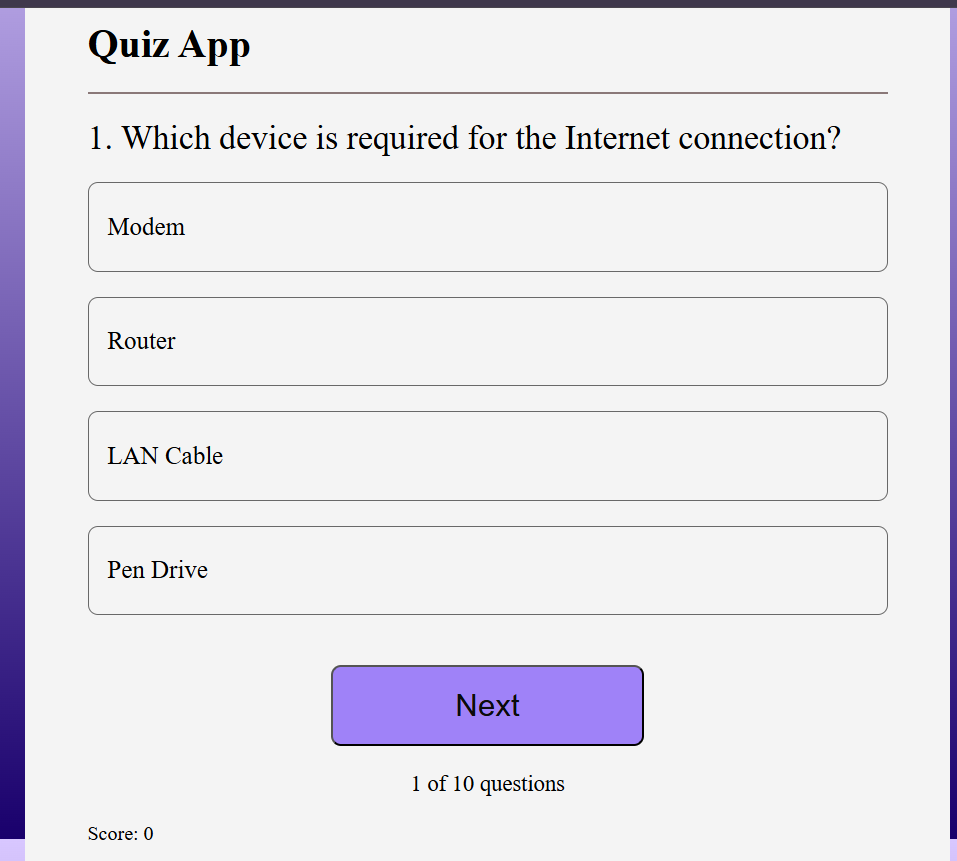 Quiz App
1. Which device is required for the Internet connection?
Modem
Router
LAN Cable
Pen Drive
Next
1 of 10 questions
Score: 0